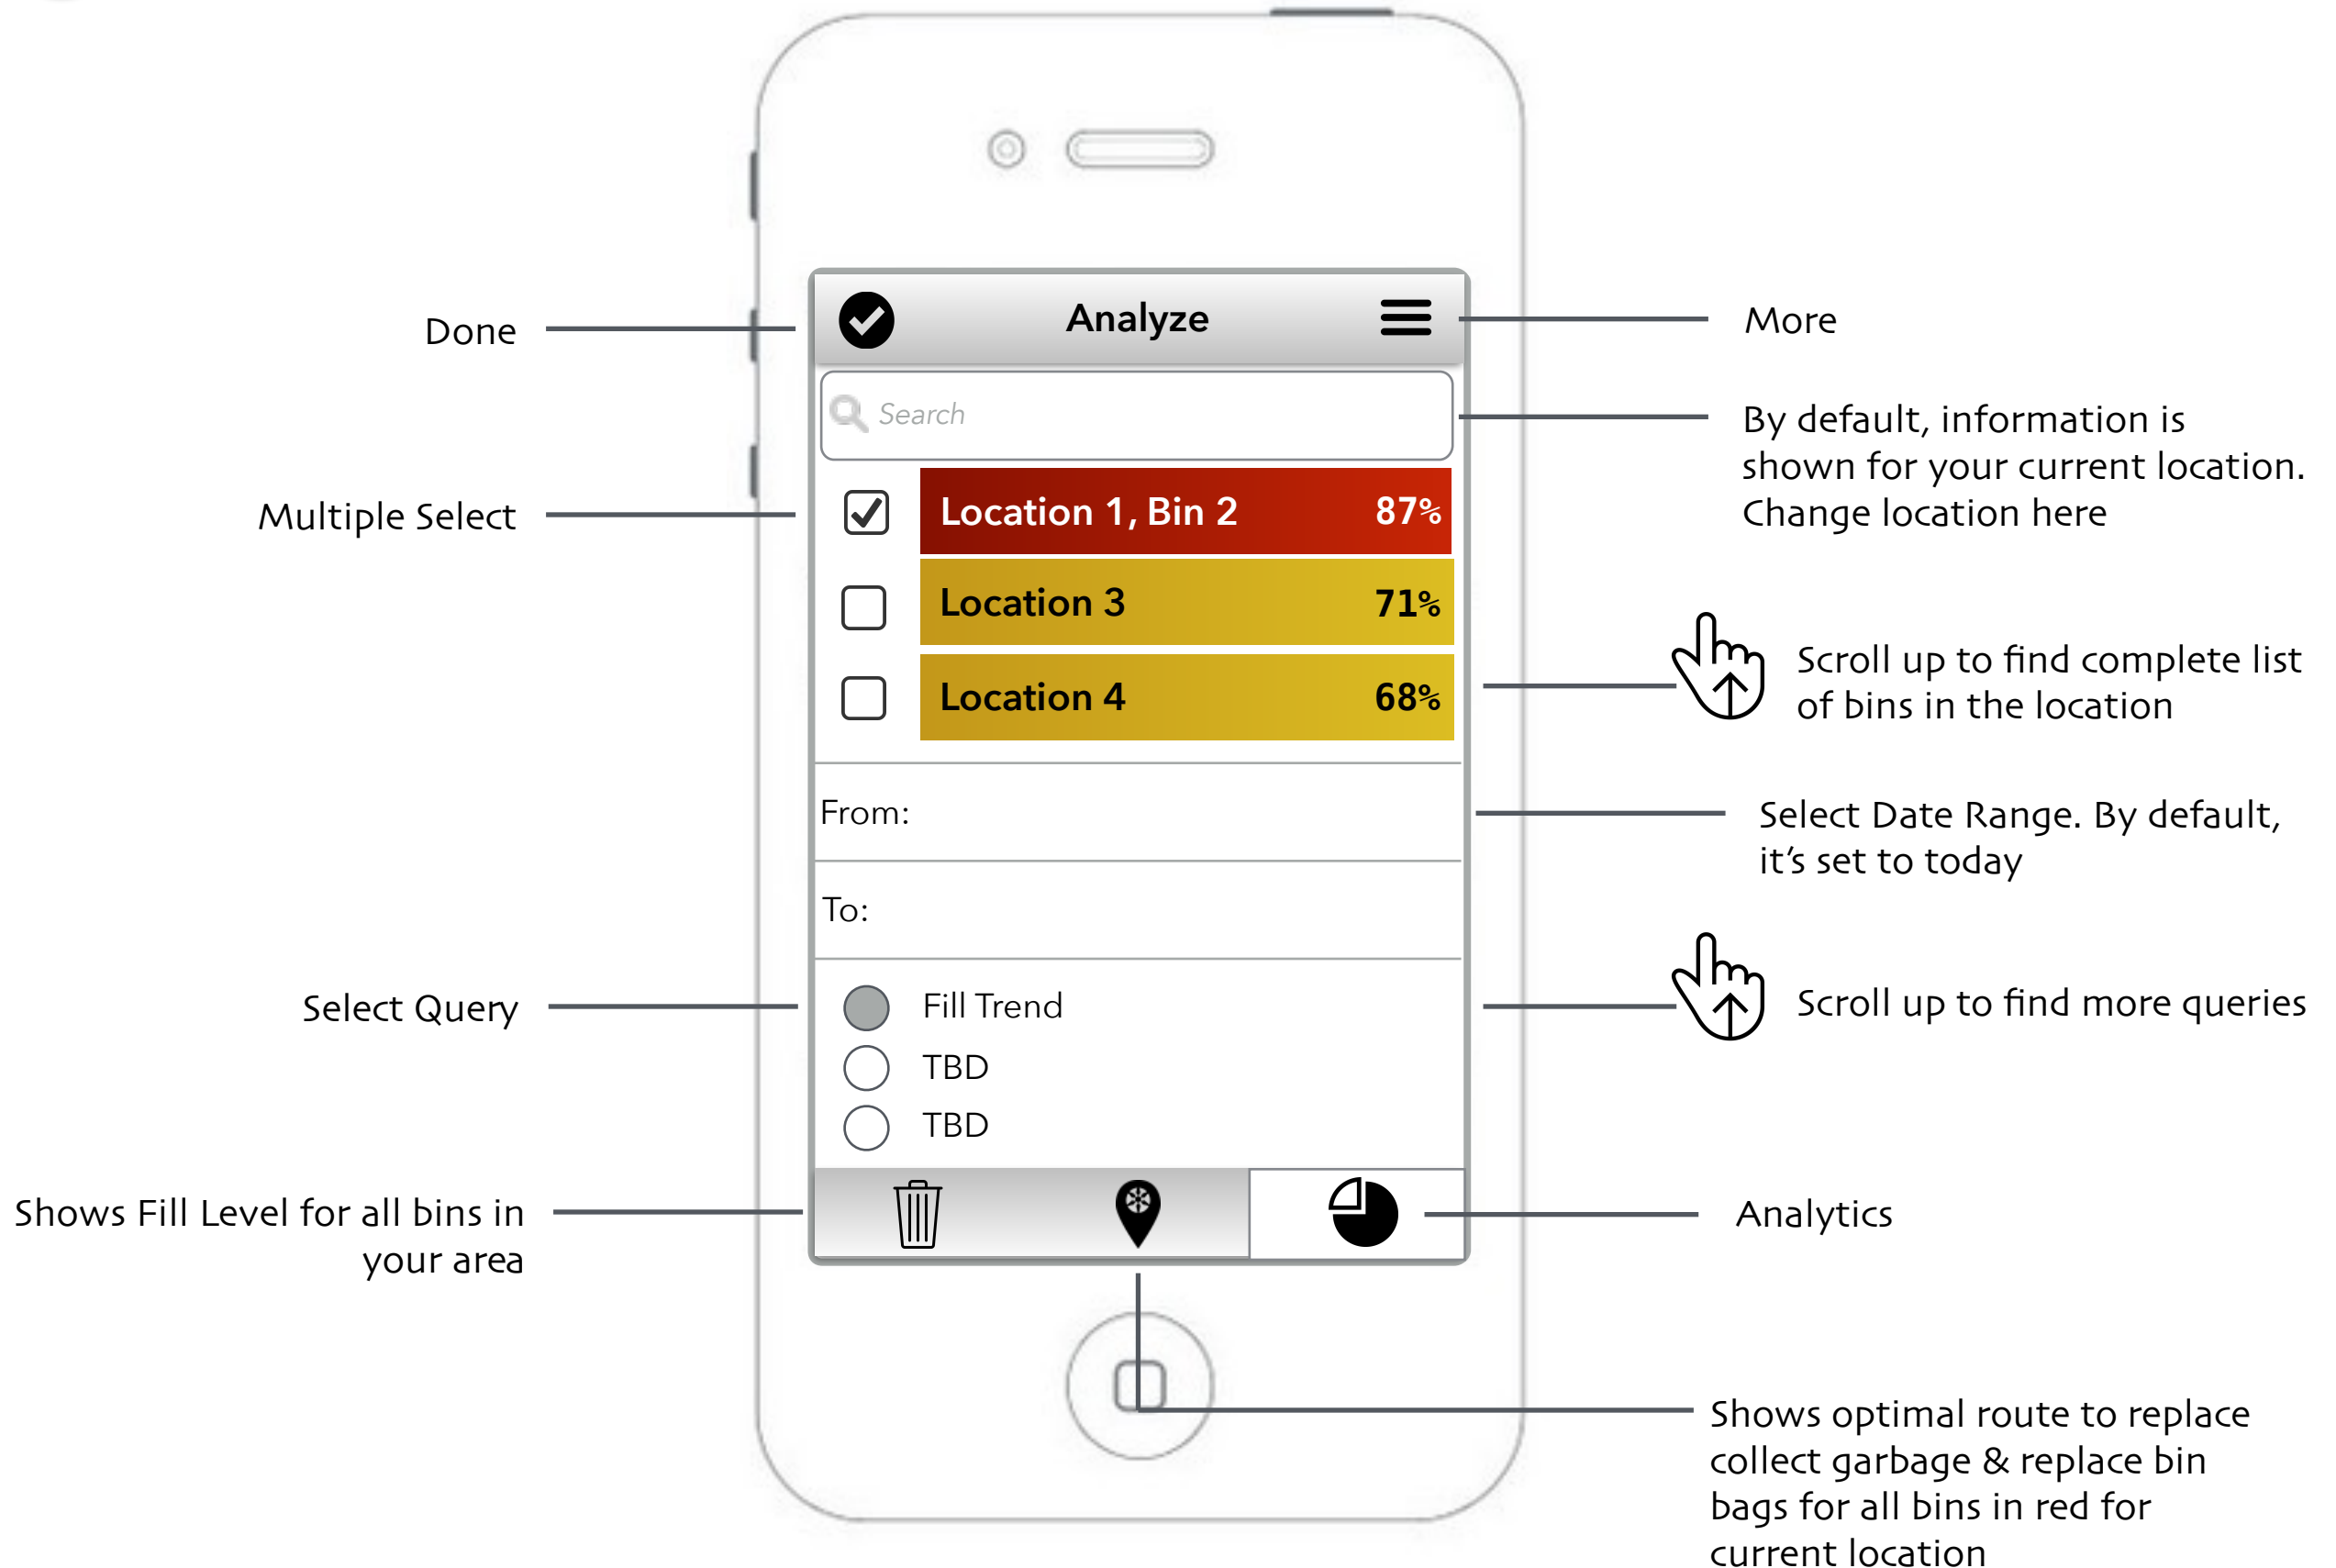 Done
Analyze
More
Search
By default, information is
shown for your current location.
Change location here
Multiple Select
Location 1, Bin 2 87%
Location 3 71%
Location 4 68%
Scroll up to find complete list
of bins in the location
From:
Select Date Range. By default,
it's set to today
To:
Select Query
Fill Trend
Scroll up to find more queries
TBD
TBD
Shows Fill Level for all bins in
your area
Analytics
Shows optimal route to replace
collect garbage & replace bin
bags for all bins in red for
current location